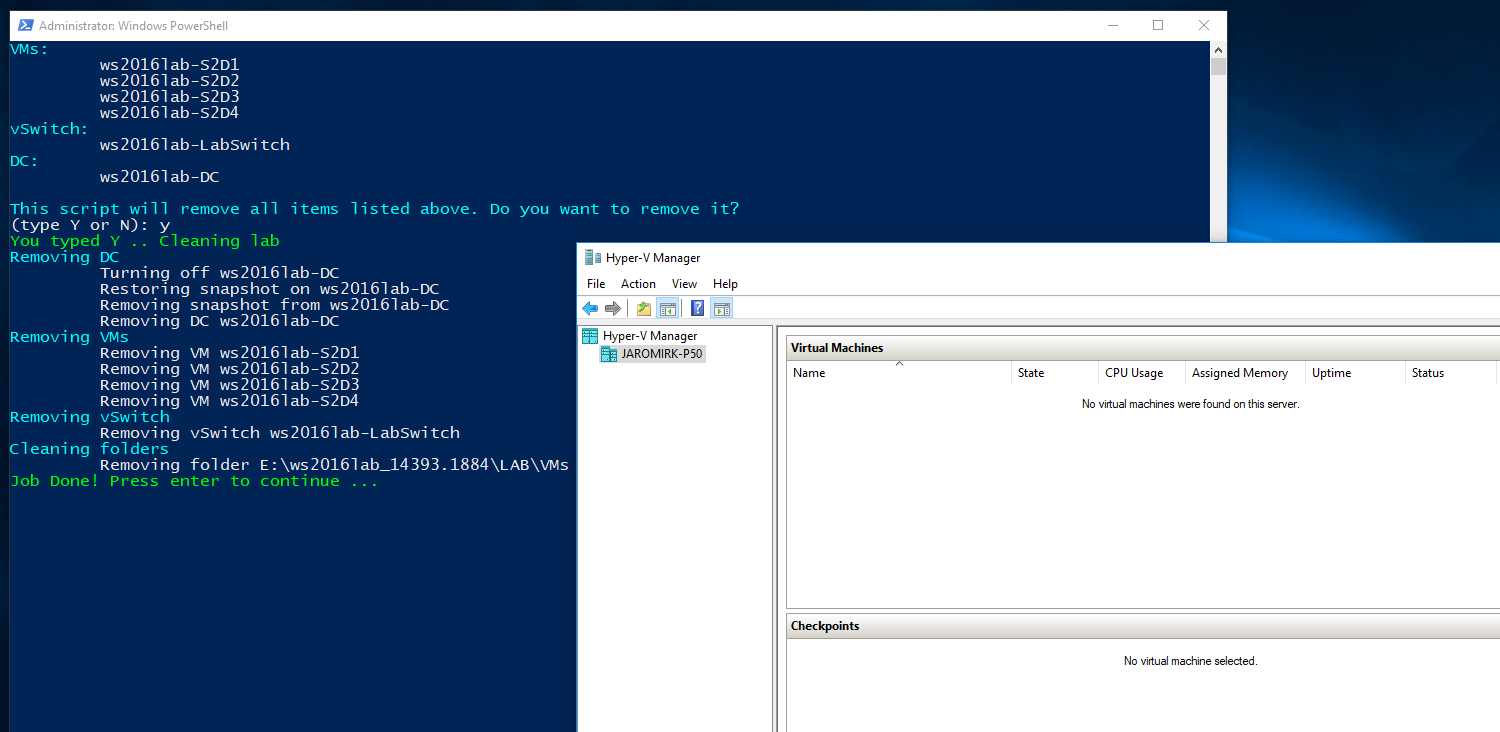 Administrator: Windows PowerShell
VMs:
ws2016lab-S2D1
ws2016lab-S2D2
ws2016lab-S2D3
ws2016lab-S2D4
vSwitch:
ws2016lab-LabSwitch
DC:
ws2016lab-DC
This script will remove all items listed above. Do you want to remove it?
(type Y or N): y
You typed Y .. Cleaning lab
Removing DC
Turning off ws2016lab-DC
Restoring snapshot on ws2016lab-DC
Removing snapshot from ws2016lab-DC
Removing DC ws2016lab-DC
Removing VMs
Removing VM ws2016lab-S2D1
Removing VM ws2016lab-S2D2
Removing VM ws2016lab-S2D3
Removing VM ws2016lab-S2D4
Removing vSwitch
Removing vSwitch ws2016lab-LabSwitch
Cleaning folders
Removing folder E:\ws2016lab_14393.1884\LAB\VMs
Job Done! Press enter to continue ...
Hyper-V Manager
File Action View Help
Hyper-V Manager
JAROMIRK-P50
Virtual Machines
Name State CPU Usage Assigned Memory Uptime Status
No virtual machines were found on this server.
Checkpoints
No virtual machine selected.